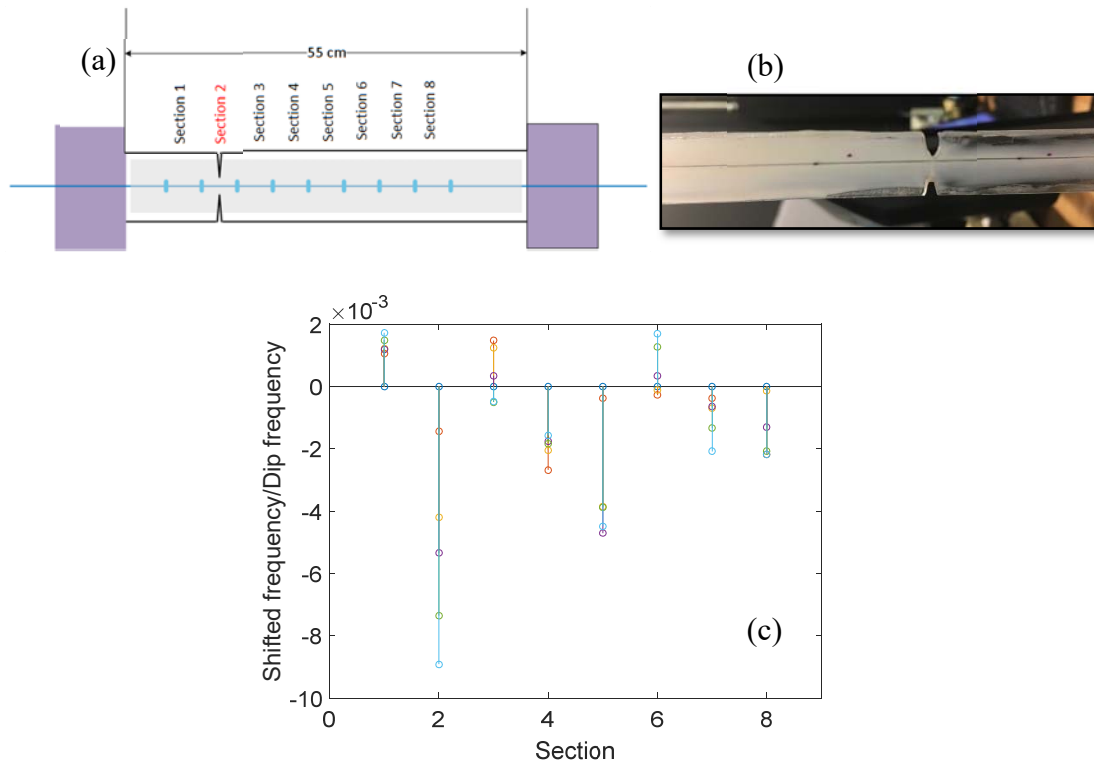 (a)
55 cm
Section 1
Section 2
Section 3
Section 4
Section 5
Section 6
Section 7
Section 8
(b)
×10⁻³
2
0
-2
-4
-6
-8
-10
Shifted frequency/Dip frequency
0 2 4 6 8
Section
(c)